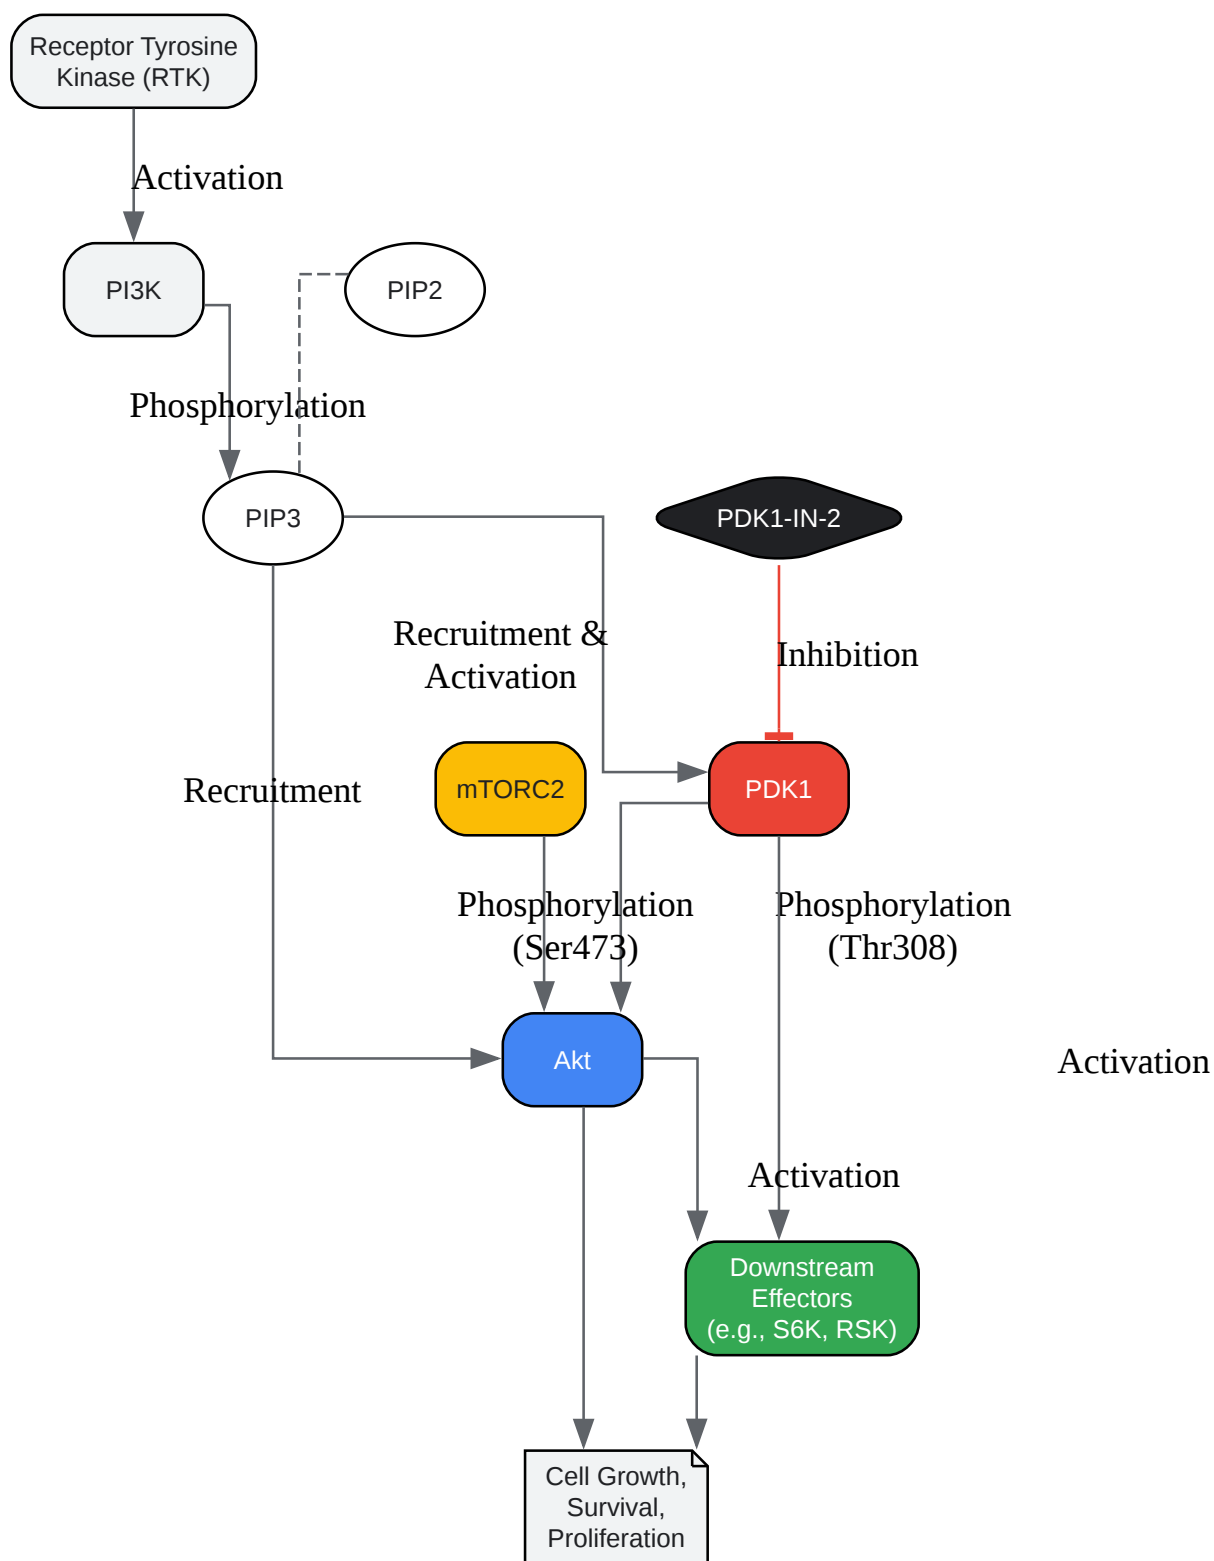 Receptor Tyrosine
Kinase (RTK)
Activation
PI3K
PIP2
Phosphorylation
PIP3
PDK1-IN-2
Recruitment &
Activation
Inhibition
Recruitment
mTORC2
PDK1
Phosphorylation
(Ser473)
Phosphorylation
(Thr308)
Akt
Activation
Activation
Downstream
Effectors
(e.g., S6K, RSK)
Cell Growth,
Survival,
Proliferation